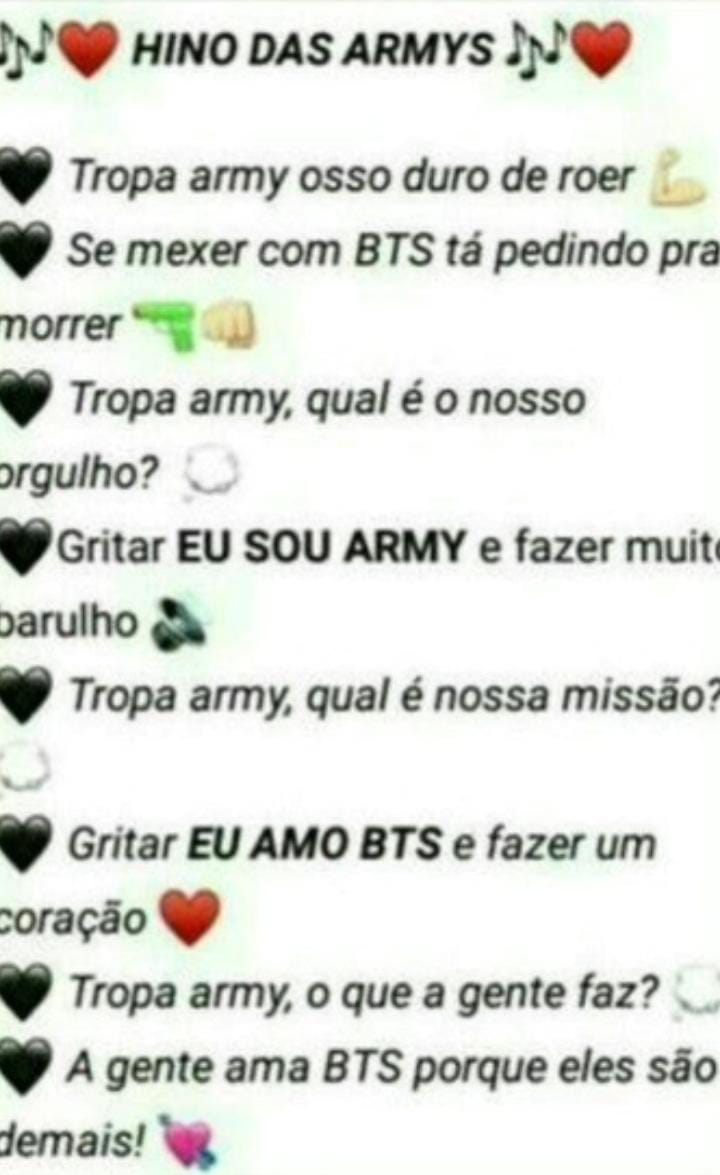 🎶❤️ HINO DAS ARMYS 🎶❤️
🖤 Tropa army osso duro de roer 💪🏼
🖤 Se mexer com BTS tá pedindo pra
morrer 🔫👊🏼
🖤 Tropa army, qual é o nosso
orgulho? 💭
🖤Gritar EU SOU ARMY e fazer muito
barulho 🔊
🖤 Tropa army, qual é nossa missão?
💭
🖤 Gritar EU AMO BTS e fazer um
coração ❤️
🖤 Tropa army, o que a gente faz? 💭
🖤 A gente ama BTS porque eles são
demais! 💘